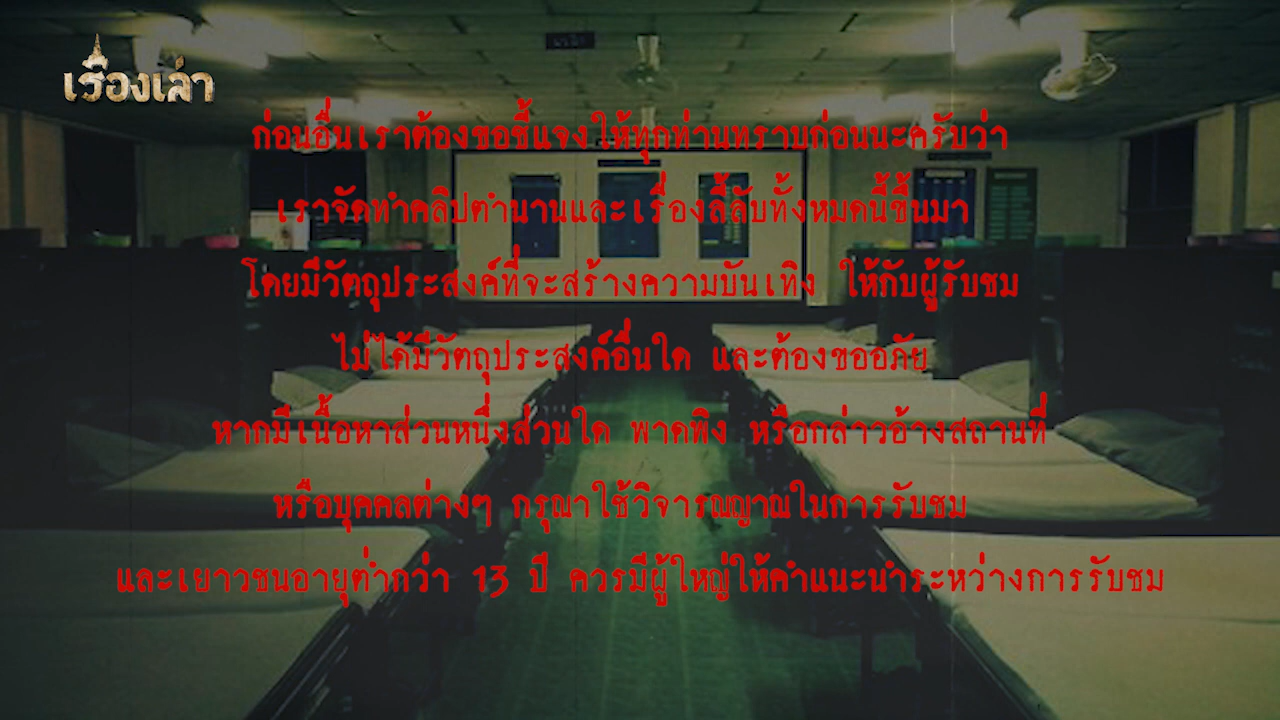 เรื่องเล่า
ก่อนอื่นเราต้องขอชี้แจงให้ทุกท่านทราบก่อนนะครับว่า
เราจัดทำคลิปตำนานและเรื่องลี้ลับทั้งหมดนี้ขึ้นมา
โดยมีวัตถุประสงค์ที่จะสร้างความบันเทิง ให้กับผู้รับชม
ไม่ได้มีวัตถุประสงค์อื่นใด และต้องขออภัย
หากมีเนื้อหาส่วนหนึ่งส่วนใด พาดพิง หรือกล่าวอ้างสถานที่
หรือบุคคลต่างๆ กรุณาใช้วิจารณญาณในการรับชม
และเยาวชนอายุต่ำกว่า 13 ปี ควรมีผู้ใหญ่ให้คำแนะนำระหว่างการรับชม